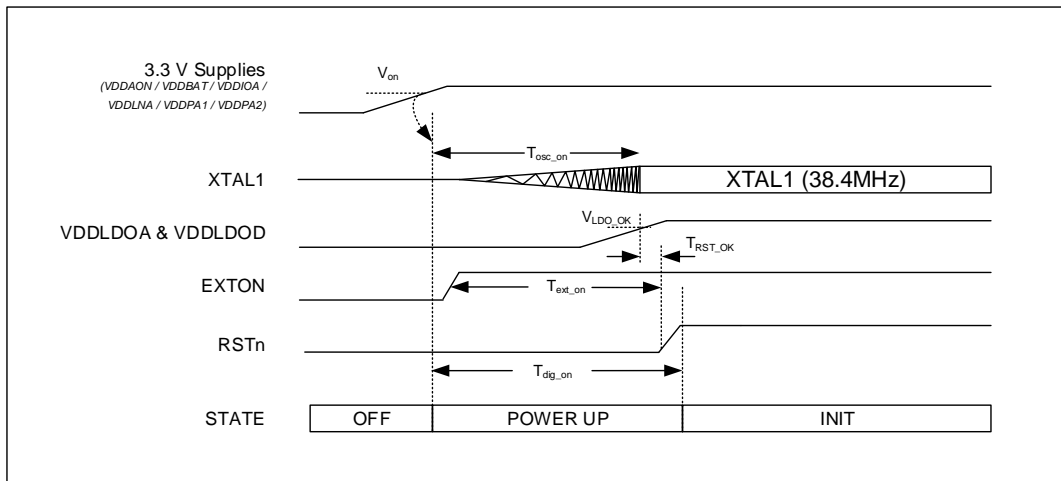 3.3 V Supplies
(VDDAON / VDDBAT / VDDIOA /
VDDLNA / VDDPA1 / VDDPA2)
Von
Tosc_on
XTAL1
XTAL1 (38.4MHz)
VLDO_OK
VDDLDOA & VDDLDOD
TRST_OK
EXTON
Text_on
RSTn
Tdig_on
STATE
OFF
POWER UP
INIT